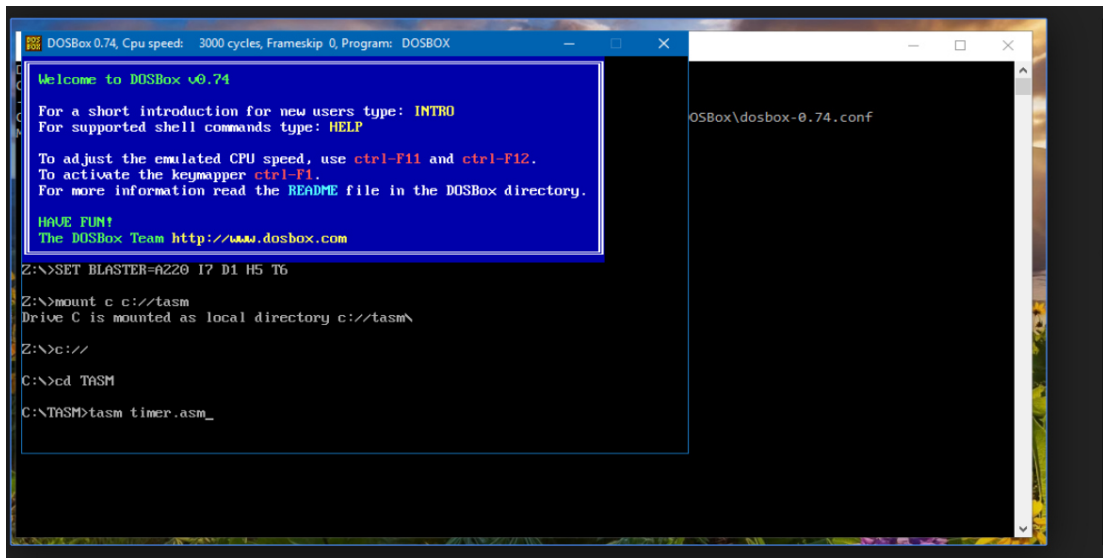 DOSBox 0.74, Cpu speed: 3000 cycles, Frameskip 0, Program: DOSBOX
Welcome to DOSBox v0.74
For a short introduction for new users type: INTRO
For supported shell commands type: HELP
To adjust the emulated CPU speed, use ctrl-F11 and ctrl-F12.
To activate the keymapper ctrl-F1.
For more information read the README file in the DOSBox directory.
HAVE FUN!
The DOSBox Team http://www.dosbox.com
OSBox\dosbox-0.74.conf
Z:\>SET BLASTER=A220 I7 D1 H5 T6
Z:\>mount c c://tasm
Drive C is mounted as local directory c://tasm\
Z:\>c://
C:\>cd TASM
C:\TASM>tasm timer.asm_